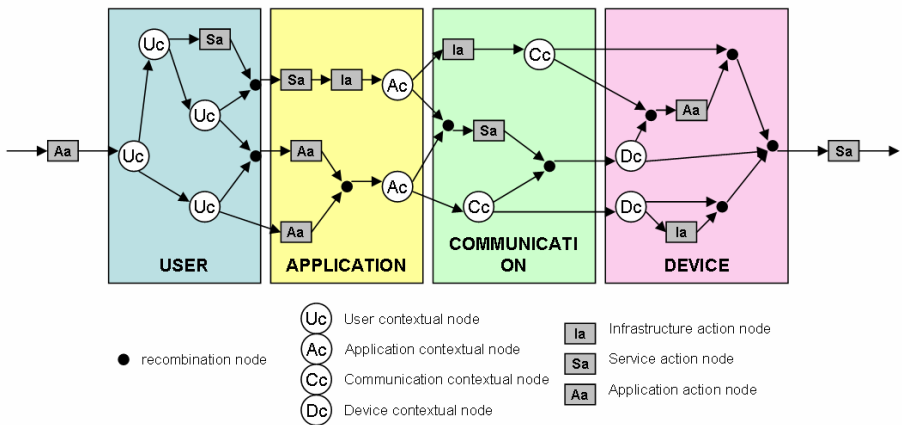 Aa
Uc
Uc
Sa
Uc
Uc
USER
Sa
Ia
Ac
Aa
Ac
Aa
APPLICATION
Ia
Cc
Sa
Cc
COMMUNICATI
ON
Aa
Dc
Dc
Ia
DEVICE
Sa
recombination node
Uc User contextual node
Ac Application contextual node
Cc Communication contextual node
Dc Device contextual node
Ia Infrastructure action node
Sa Service action node
Aa Application action node